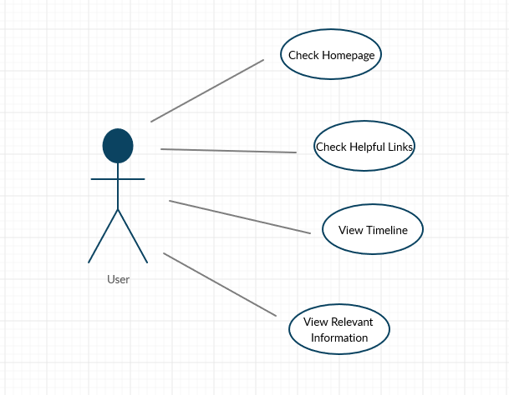 Check Homepage
Check Helpful Links
View Timeline
User
View Relevant
Information